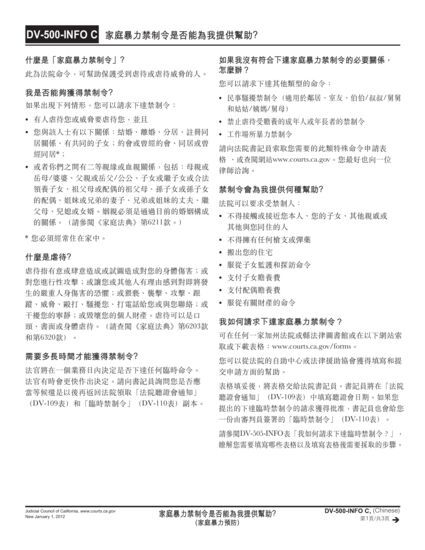 DV-500-INFO C 家庭暴力禁制令是否能為我提供幫助?
什麼是「家庭暴力禁制令」?
此為法院命令，可幫助保護受到虐待或虐待威脅的人。
我是否能夠獲得禁制令?
如果出現下列情形，您可以請求下達禁制令：
• 有人虐待您或威脅要虐待您，並且
• 您與該人士有以下關係：結婚、離婚、分居、註冊同
居關係、有共同的子女；約會或曾經約會、同居或曾
經同居*；
• 或者你們之間有二等親緣或血親關係，包括：母親或
岳母/婆婆、父親或岳父/公公、子女或繼子女或合法
領養子女、祖父母或配偶的祖父母、孫子女或孫子女
的配偶、姐妹或兄弟的妻子、兄弟或姐妹的丈夫、繼
父母、兒媳或女婿。姻親必須是通過目前的婚姻構成
的關係。（請參閱《家庭法典》第6211款。）
* 您必須經常住在家中。
什麼是虐待?
虐待指有意或肆意造成或試圖造成對您的身體傷害；或
對您進行性攻擊；或讓您或其他人有理由感到對即將發
生的嚴重人身傷害的恐懼；或猥褻、襲擊、攻擊、跟
蹤、威脅、毆打、騷擾您、打電話給您或與您聯絡；或
干擾您的寧靜；或毀壞您的個人財產。虐待可以是口
頭、書面或身體虐待。（請查閱《家庭法典》第6203款
和第6320款）。
需要多長時間才能獲得禁制令?
法官將在一個業務日內決定是否下達任何臨時命令。
法官有時會更快作出決定。請向書記員詢問您是否應
當等候還是以後再返回法院領取「法院聽證會通知」
（DV-109表）和「臨時禁制令」（DV-110表）副本。
如果我沒有符合下達家庭暴力禁制令的必要關係，
怎麼辦？
您可以請求下達其他類型的命令：
• 民事騷擾禁制令（適用於鄰居、室友、伯伯/叔叔/舅舅
和姑姑/姨媽/舅母）
• 禁止虐待受贍養的成年人或年長者的禁制令
• 工作場所暴力禁制令
請向法院書記員索取您需要的此類特殊命令申請表
格，或查閱網站www.courts.ca.gov。您最好也向一位
律師洽詢。
禁制令會為我提供何種幫助?
法院可以要求受禁制人：
• 不得接觸或接近您本人、您的子女、其他親戚或
其他與您同住的人
• 不得擁有任何槍支或彈藥
• 搬出您的住宅
• 服從子女監護和探訪命令
• 支付子女贍養費
• 支付配偶贍養費
• 服從有關財產的命令
我如何請求下達家庭暴力禁制令？
可在任何一家加州法院或縣法律圖書館或在以下網站索
取或下載表格：www.courts.ca.gov/forms。
您可以從法院的自助中心或法律援助協會獲得填寫和提
交申請方面的幫助。
表格填妥後，將表格交給法院書記員。書記員將在「法院
聽證會通知」（DV-109表）中填寫聽證會日期。如果您
提出的下達臨時禁制令的請求獲得批准，書記員也會給您
一份由審判員簽署的「臨時禁制令」（DV-110表）。
請參閱DV-505-INFO表「我如何請求下達臨時禁制令？」，
瞭解您需要填寫哪些表格以及填寫表格後需要採取的步驟。
Judicial Council of California, www.courts.ca.gov
New January 1, 2012
家庭暴力禁制令是否能為我提供幫助?
(家庭暴力預防)
DV-500-INFO C, (Chinese)
第1頁/共3頁 ➔